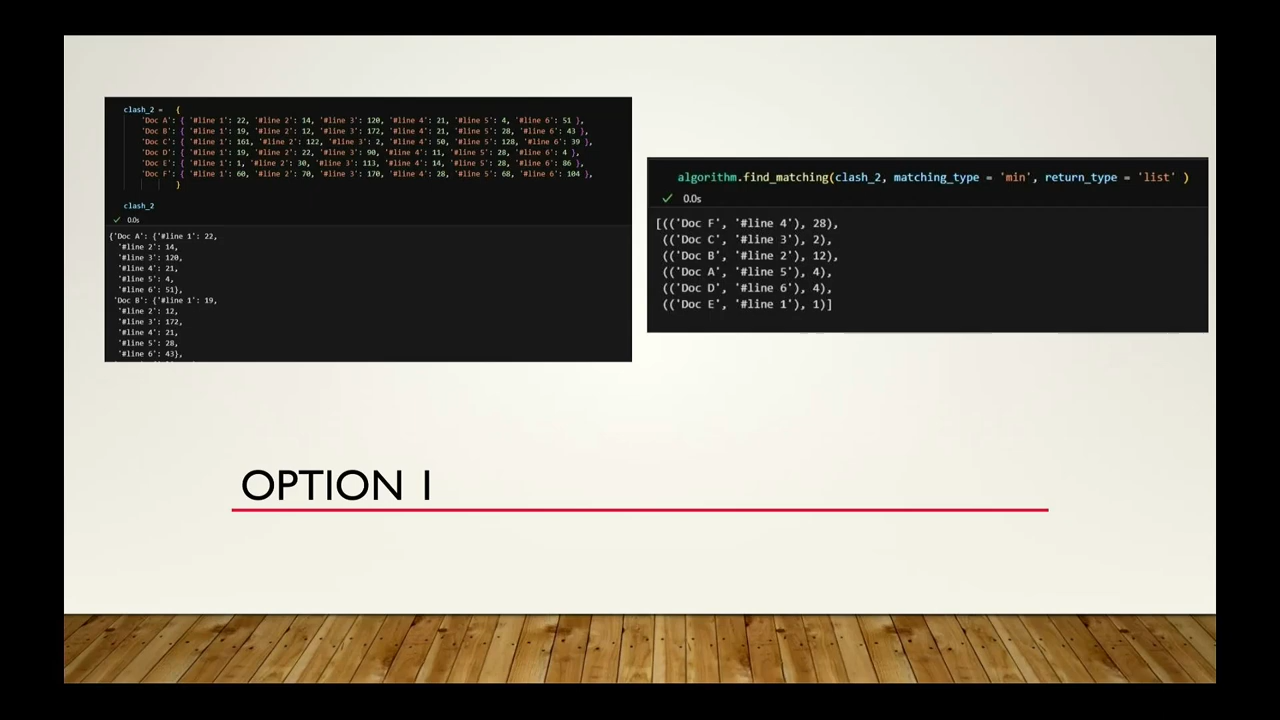 clash_2 = {
'Doc A': { '#line 1': 22, '#line 2': 14, '#line 3': 120, '#line 4': 21, '#line 5': 4, '#line 6': 51 },
'Doc B': { '#line 1': 19, '#line 2': 12, '#line 3': 172, '#line 4': 21, '#line 5': 28, '#line 6': 43 },
'Doc C': { '#line 1': 161, '#line 2': 122, '#line 3': 2, '#line 4': 50, '#line 5': 128, '#line 6': 39 },
'Doc D': { '#line 1': 19, '#line 2': 22, '#line 3': 90, '#line 4': 11, '#line 5': 28, '#line 6': 4 },
'Doc E': { '#line 1': 1, '#line 2': 30, '#line 3': 113, '#line 4': 14, '#line 5': 28, '#line 6': 86 },
'Doc F': { '#line 1': 60, '#line 2': 70, '#line 3': 170, '#line 4': 28, '#line 5': 68, '#line 6': 104 },
}
clash_2
0.0s
{'Doc A': {'#line 1': 22,
'#line 2': 14,
'#line 3': 120,
'#line 4': 21,
'#line 5': 4,
'#line 6': 51},
'Doc B': {'#line 1': 19,
'#line 2': 12,
'#line 3': 172,
'#line 4': 21,
'#line 5': 28,
'#line 6': 43},
algorithm.find_matching(clash_2, matching_type = 'min', return_type = 'list' )
0.0s
[(('Doc F', '#line 4'), 28),
(('Doc C', '#line 3'), 2),
(('Doc B', '#line 2'), 12),
(('Doc A', '#line 5'), 4),
(('Doc D', '#line 6'), 4),
(('Doc E', '#line 1'), 1)]
OPTION 1